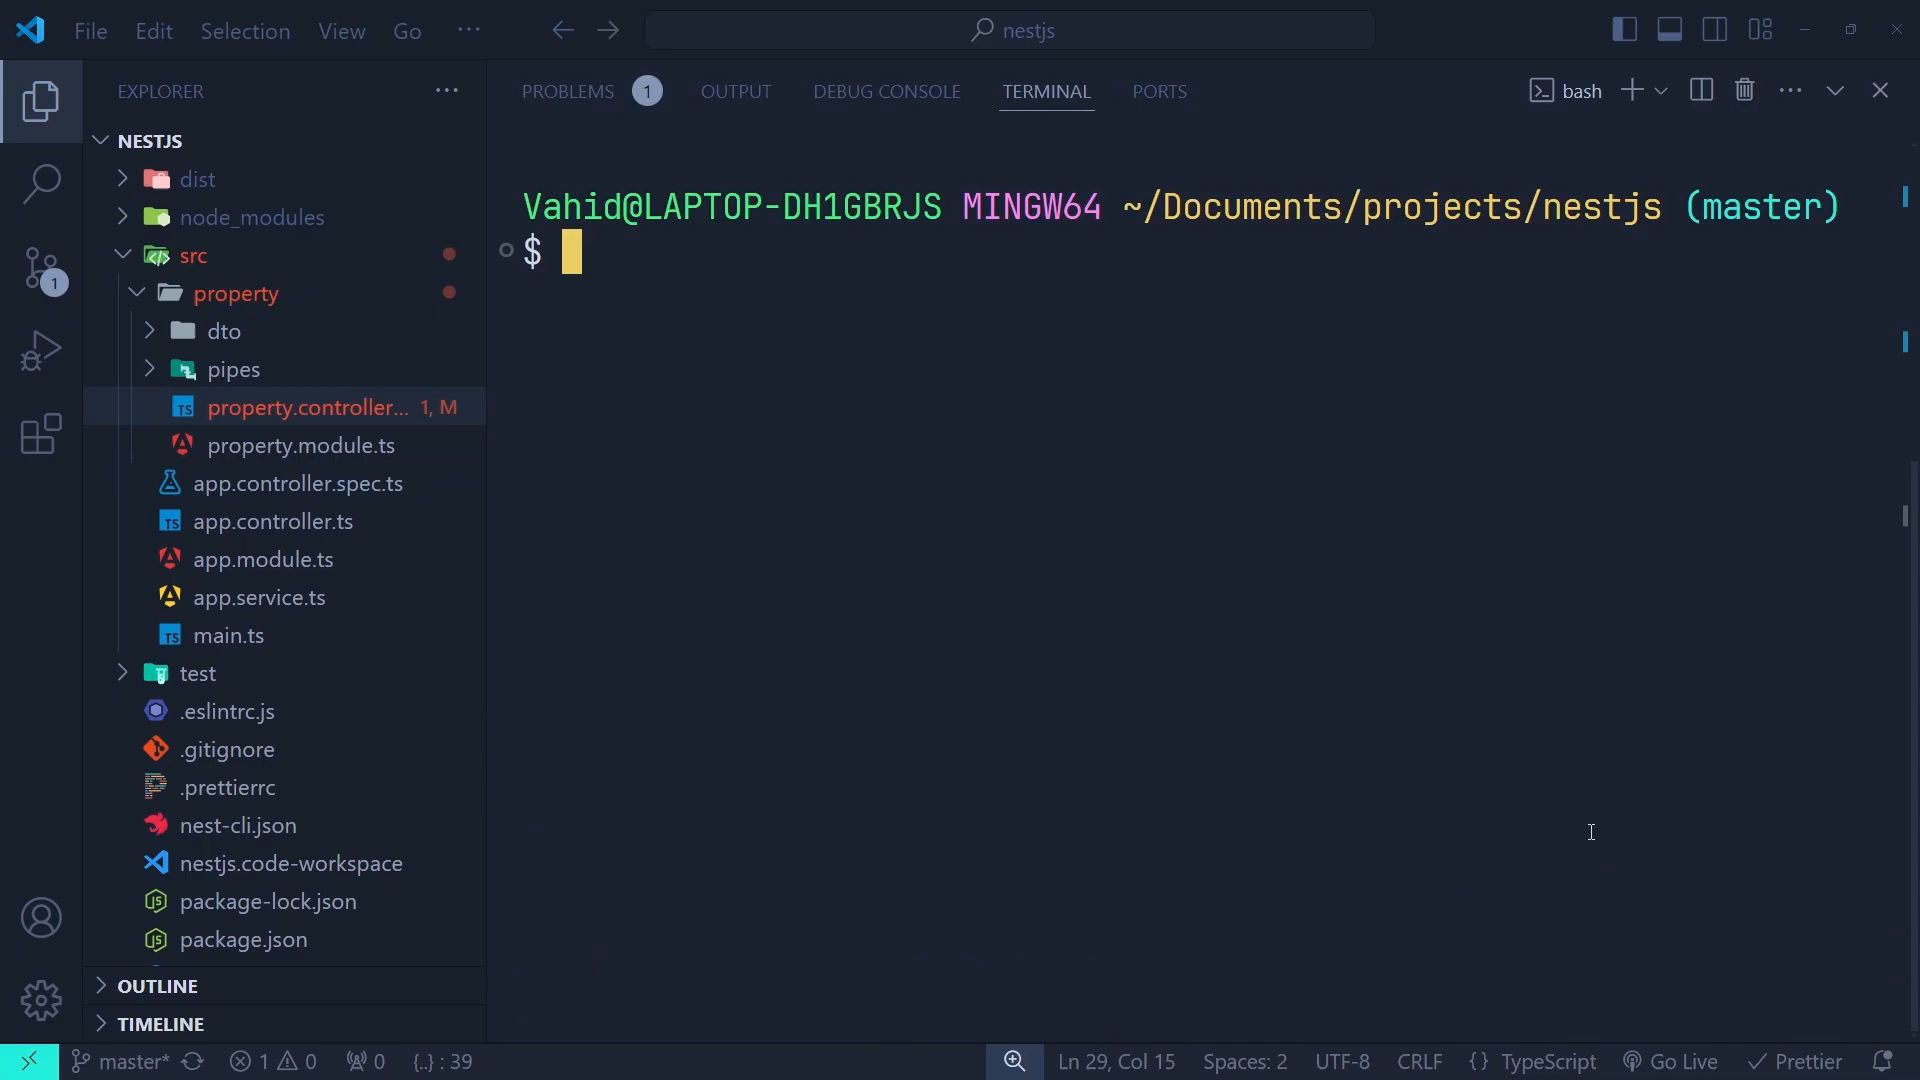 File Edit Selection View Go ··· nestjs
EXPLORER ···
PROBLEMS 1 OUTPUT DEBUG CONSOLE TERMINAL PORTS bash ···
NESTJS
dist
node_modules
src
property
dto
pipes
property.controller... 1, M
property.module.ts
app.controller.spec.ts
app.controller.ts
app.module.ts
app.service.ts
main.ts
test
.eslintrc.js
.gitignore
.prettierrc
nest-cli.json
nestjs.code-workspace
package-lock.json
package.json
OUTLINE
TIMELINE
1
Vahid@LAPTOP-DH1GBRJS MINGW64 ~/Documents/projects/nestjs (master)
$
master* 1 0 0 {..} : 39 Ln 29, Col 15 Spaces: 2 UTF-8 CRLF {} TypeScript Go Live Prettier